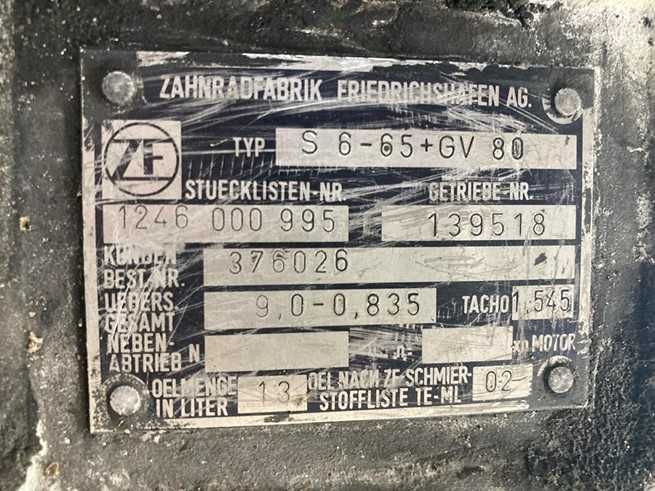 ZAHNRADFABRIK FRIEDRICHSHAFEN AG.
ZF
TYP S 6-65+GV 80
STUECKLISTEN-NR. GETRIEBE-NR.
1246 000 995 139518
KUNDEN
BEST.NR. 376026
UEBERS.
GESAMT 9,0-0,835 TACHO 1,545
NEBEN-
ABTRIEB N n- MOTOR
OELMENGE
IN LITER 13 OEL NACH ZF SCHMIER-
STOFFLISTE TE-ML 02